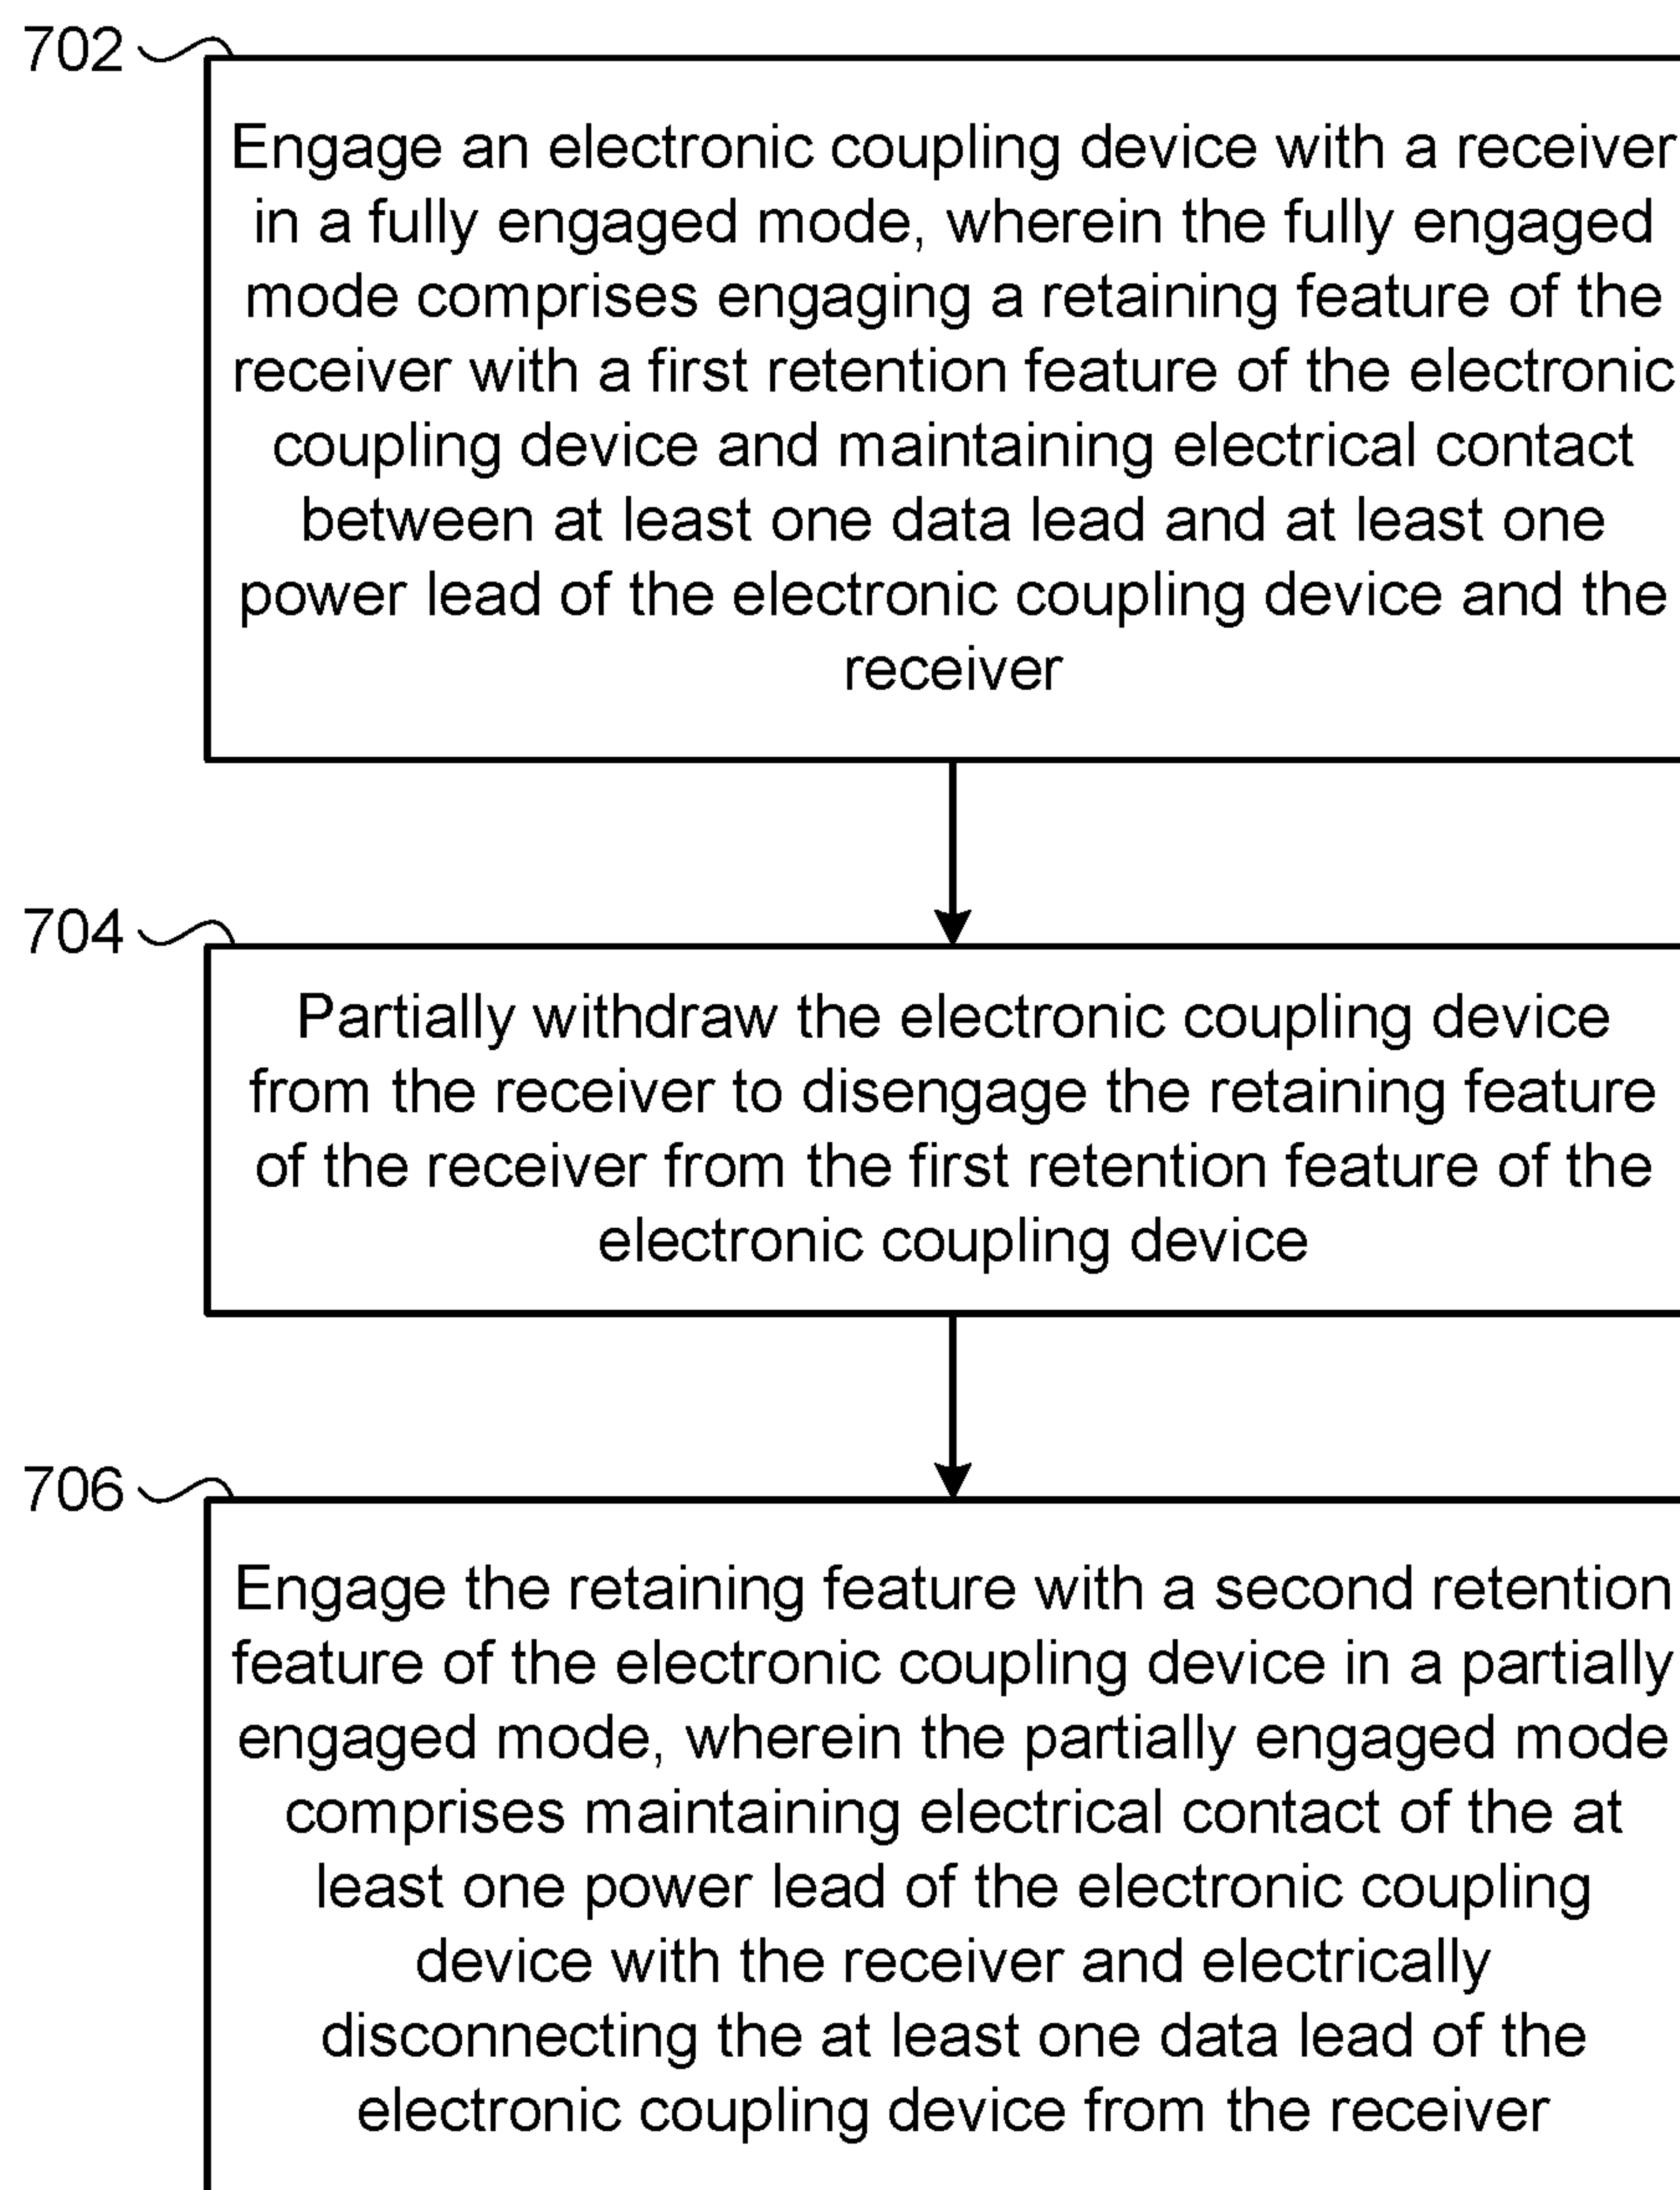 702
Engage an electronic coupling device with a receiver
in a fully engaged mode, wherein the fully engaged
mode comprises engaging a retaining feature of the
receiver with a first retention feature of the electronic
coupling device and maintaining electrical contact
between at least one data lead and at least one
power lead of the electronic coupling device and the
receiver
704
Partially withdraw the electronic coupling device
from the receiver to disengage the retaining feature
of the receiver from the first retention feature of the
electronic coupling device
706
Engage the retaining feature with a second retention
feature of the electronic coupling device in a partially
engaged mode, wherein the partially engaged mode
comprises maintaining electrical contact of the at
least one power lead of the electronic coupling
device with the receiver and electrically
disconnecting the at least one data lead of the
electronic coupling device from the receiver